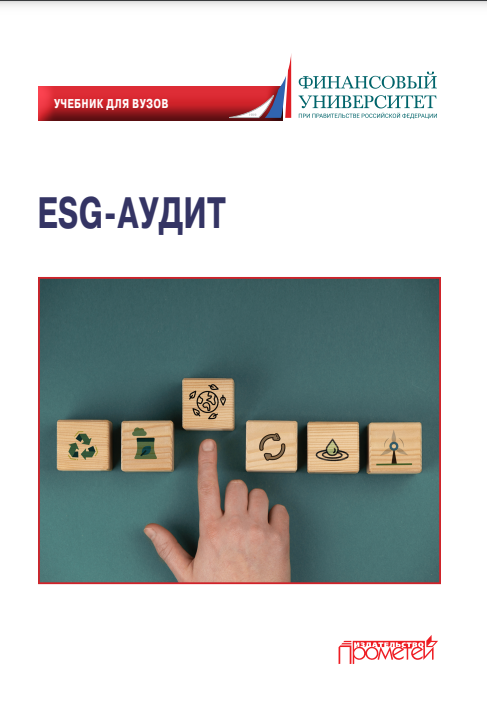 УЧЕБНИК ДЛЯ ВУЗОВ
ФИНАНСОВЫЙ
УНИВЕРСИТЕТ
ПРИ ПРАВИТЕЛЬСТВЕ РОССИЙСКОЙ ФЕДЕРАЦИИ
ESG-АУДИТ
ИЗДАТЕЛЬСТВО
Прометей